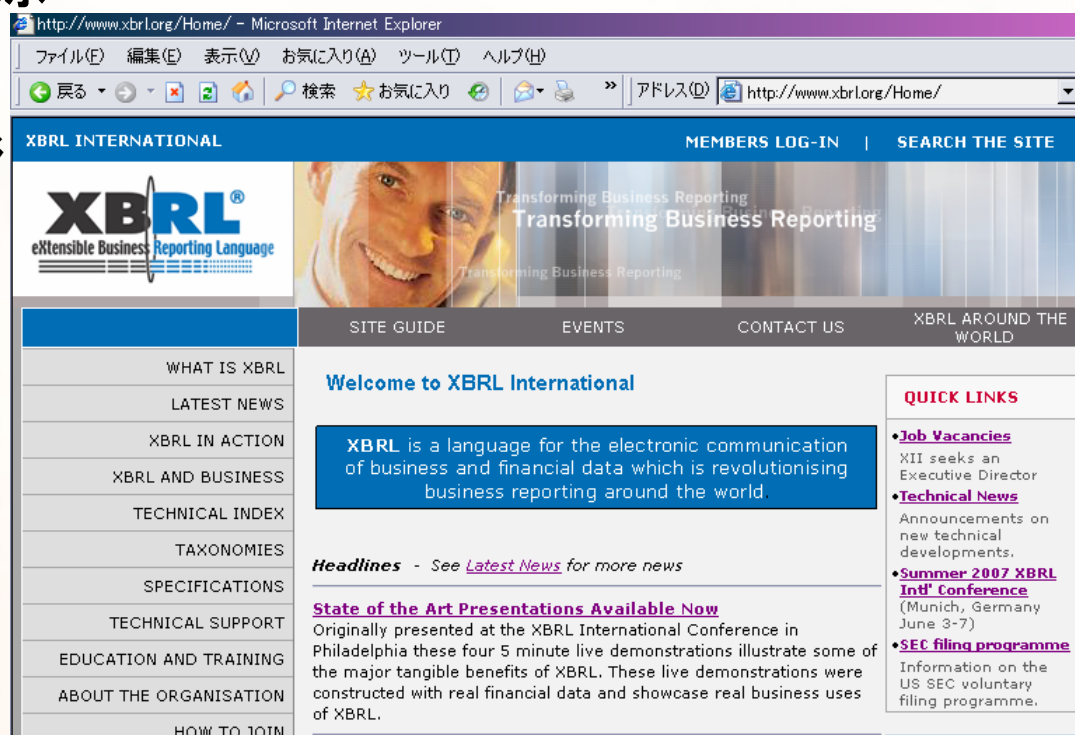 http://www.xbrl.org/Home/ - Microsoft Internet Explorer
ファイル(F) 編集(E) 表示(V) お気に入り(A) ツール(T) ヘルプ(H)
戻る 検索 お気に入り » アドレス(D) http://www.xbrl.org/Home/
XBRL INTERNATIONAL MEMBERS LOG-IN | SEARCH THE SITE
XBRL®
eXtensible Business Reporting Language
Transforming Business Reporting
Transforming Business Reporting
Transforming Business Reporting
SITE GUIDE EVENTS CONTACT US XBRL AROUND THE
WORLD
WHAT IS XBRL
LATEST NEWS
XBRL IN ACTION
XBRL AND BUSINESS
TECHNICAL INDEX
TAXONOMIES
SPECIFICATIONS
TECHNICAL SUPPORT
EDUCATION AND TRAINING
ABOUT THE ORGANISATION
HOW TO JOIN
Welcome to XBRL International
XBRL is a language for the electronic communication
of business and financial data which is revolutionising
business reporting around the world.
Headlines - See Latest News for more news
State of the Art Presentations Available Now
Originally presented at the XBRL International Conference in
Philadelphia these four 5 minute live demonstrations illustrate some of
the major tangible benefits of XBRL. These live demonstrations were
constructed with real financial data and showcase real business uses
of XBRL.
QUICK LINKS
•Job Vacancies
XII seeks an
Executive Director
•Technical News
Announcements on
new technical
developments.
•Summer 2007 XBRL
Intl' Conference
(Munich, Germany
June 3-7)
•SEC filing programme
Information on the
US SEC voluntary
filing programme.